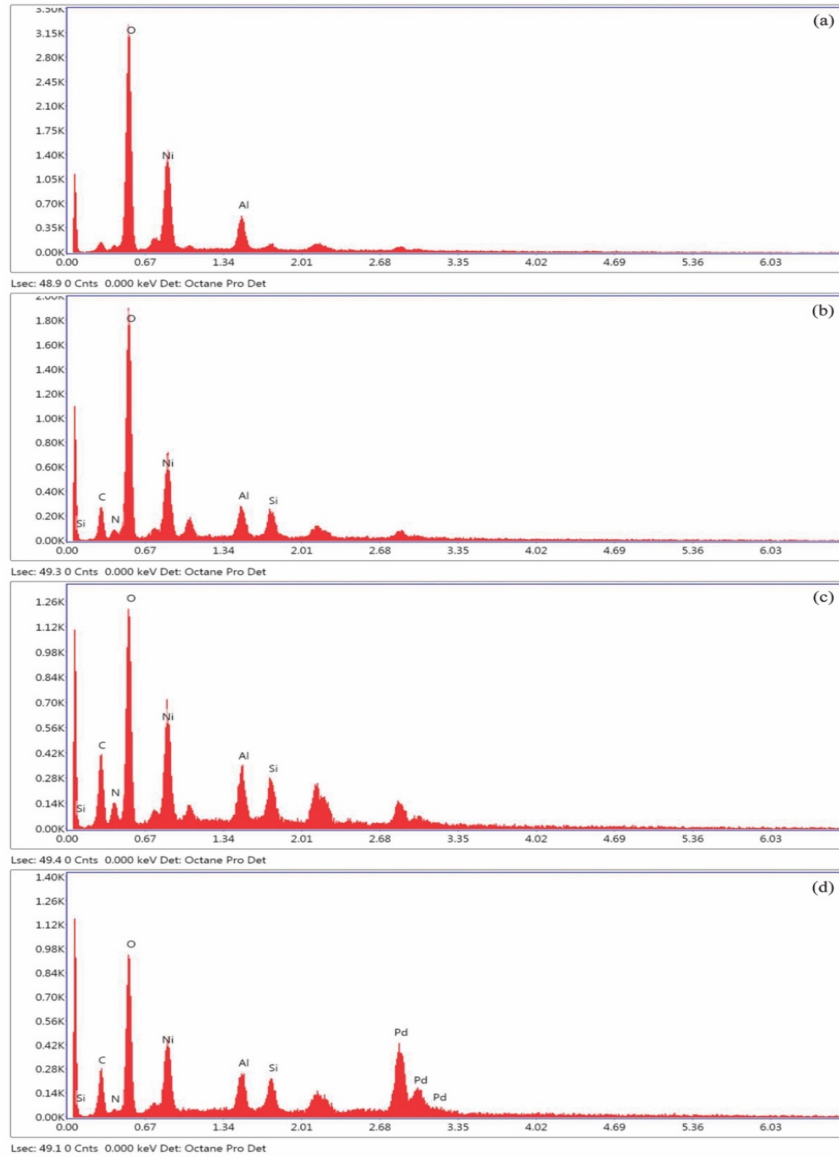 3.50K
(a)
3.15K
O
2.80K
2.45K
2.10K
1.75K
1.40K
Ni
1.05K
0.70K
Al
0.35K
0.00K
0.00 0.67 1.34 2.01 2.68 3.35 4.02 4.69 5.36 6.03
Lsec: 48.9 0 Cnts 0.000 keV Det: Octane Pro Det
2.00K
(b)
1.80K
O
1.60K
1.40K
1.20K
1.00K
0.80K
0.60K
Ni
0.40K
C Al Si
0.20K
Si N
0.00K
0.00 0.67 1.34 2.01 2.68 3.35 4.02 4.69 5.36 6.03
Lsec: 49.3 0 Cnts 0.000 keV Det: Octane Pro Det
(c)
1.26K
O
1.12K
0.98K
0.84K
0.70K
Ni
0.56K
0.42K
C Al
0.28K
Si
N
0.14K
Si
0.00K
0.00 0.67 1.34 2.01 2.68 3.35 4.02 4.69 5.36 6.03
Lsec: 49.4 0 Cnts 0.000 keV Det: Octane Pro Det
1.40K
(d)
1.26K
1.12K
0.98K
O
0.84K
0.70K
0.56K
Pd
0.42K
Ni
C Al Si
0.28K
Pd
0.14K
Si N Pd
0.00K
0.00 0.67 1.34 2.01 2.68 3.35 4.02 4.69 5.36 6.03
Lsec: 49.1 0 Cnts 0.000 keV Det: Octane Pro Det